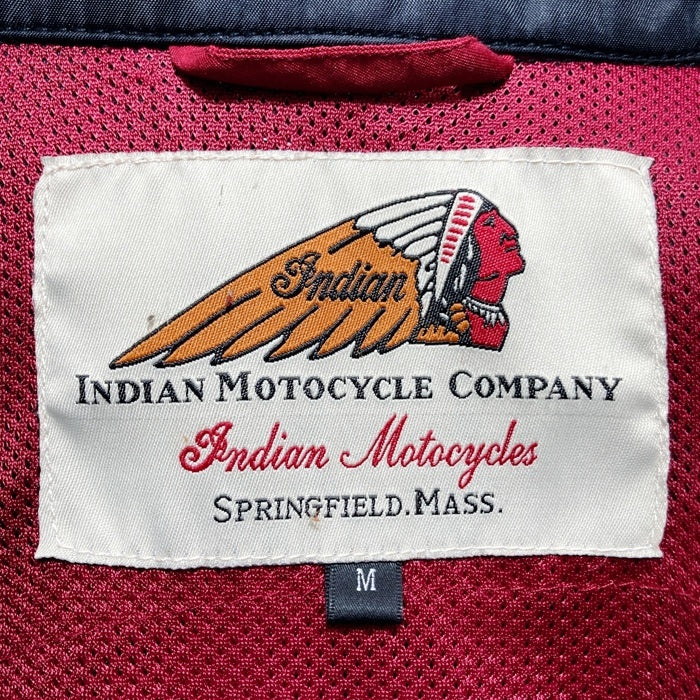 Indian
INDIAN MOTOCYCLE COMPANY
Indian Motocycles
SPRINGFIELD.MASS.
M